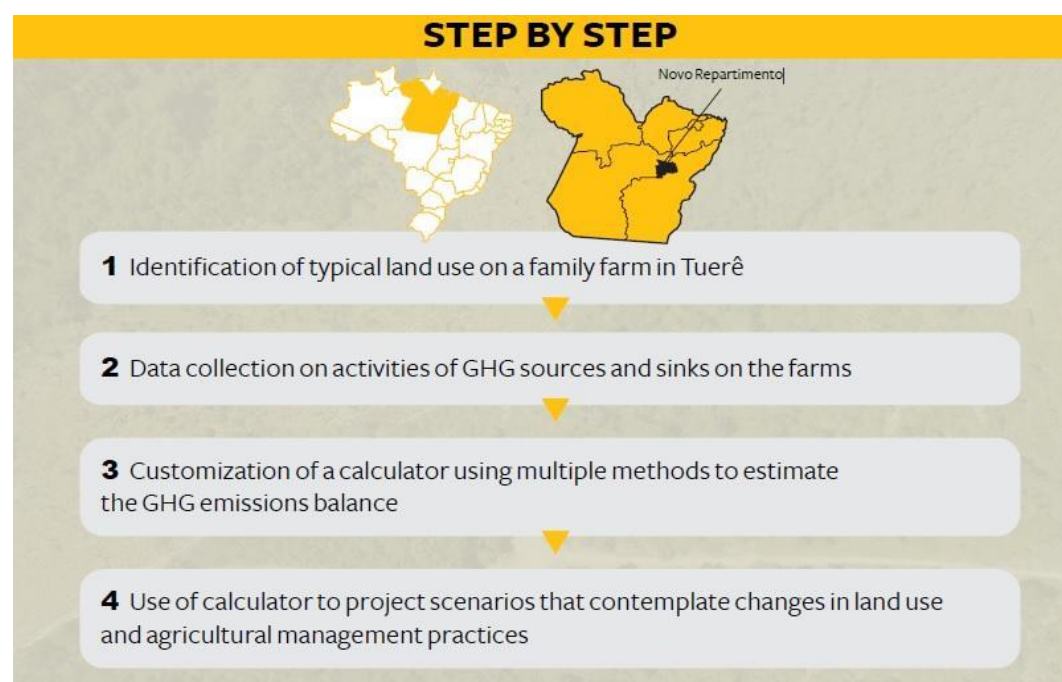 STEP BY STEP
Novo Repartimento
1 Identification of typical land use on a family farm in Tuerê
2 Data collection on activities of GHG sources and sinks on the farms
3 Customization of a calculator using multiple methods to estimate
the GHG emissions balance
4 Use of calculator to project scenarios that contemplate changes in land use
and agricultural management practices